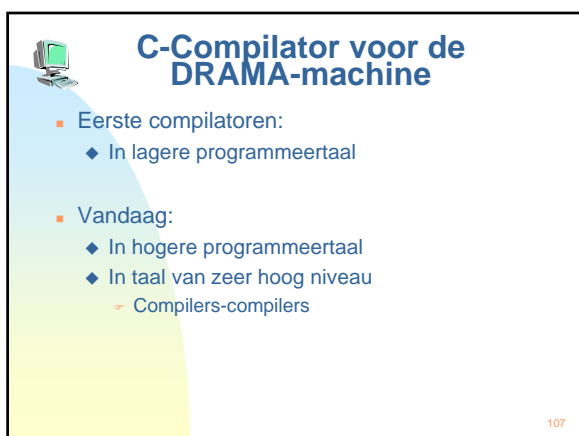 C-Compilator voor de
DRAMA-machine
Eerste compilatoren:
In lagere programmeertaal
Vandaag:
In hogere programmeertaal
In taal van zeer hoog niveau
Compilers-compilers
107